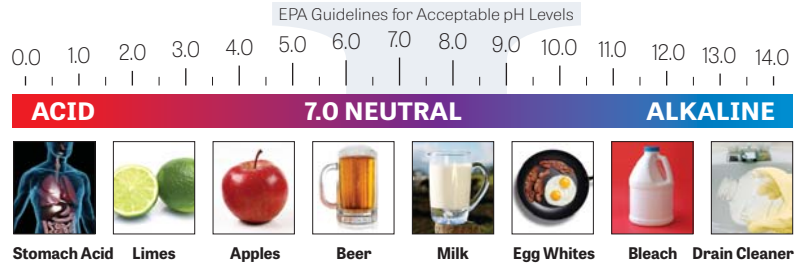 EPA Guidelines for Acceptable pH Levels
0.0 1.0 2.0 3.0 4.0 5.0 6.0 7.0 8.0 9.0 10.0 11.0 12.0 13.0 14.0
ACID 7.0 NEUTRAL ALKALINE
Stomach Acid Limes Apples Beer Milk Egg Whites Bleach Drain Cleaner